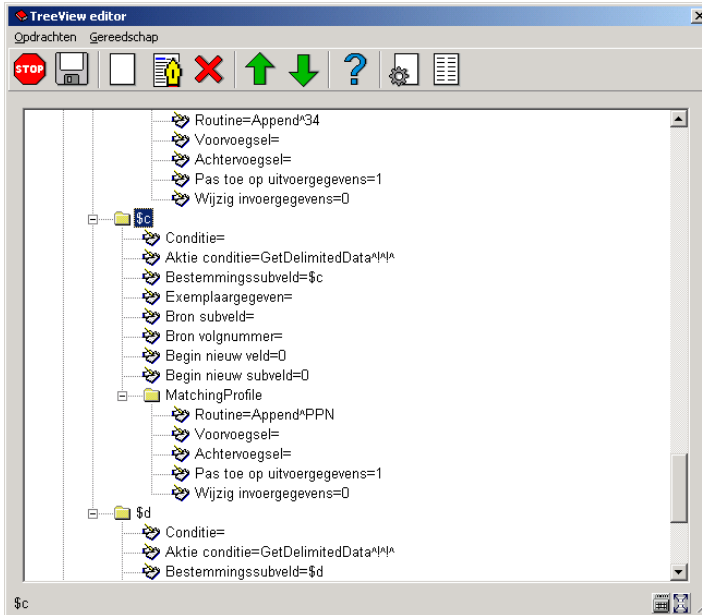 TreeView editor
Opdrachten Gereedschap
STOP
Routine=Append^34
Voorvoegsel=
Achtervoegsel=
Pas toe op uitvoergegevens=1
Wijzig invoergegevens=0
$c
Conditie=
Aktie conditie=GetDelimitedData^|^|^
Bestemmingssubveld=$c
Exemplaargegeven=
Bron subveld=
Bron volgnummer=
Begin nieuw veld=0
Begin nieuw subveld=0
MatchingProfile
Routine=Append^PPN
Voorvoegsel=
Achtervoegsel=
Pas toe op uitvoergegevens=1
Wijzig invoergegevens=0
$d
Conditie=
Aktie conditie=GetDelimitedData^|^|^
Bestemmingssubveld=$d
$c